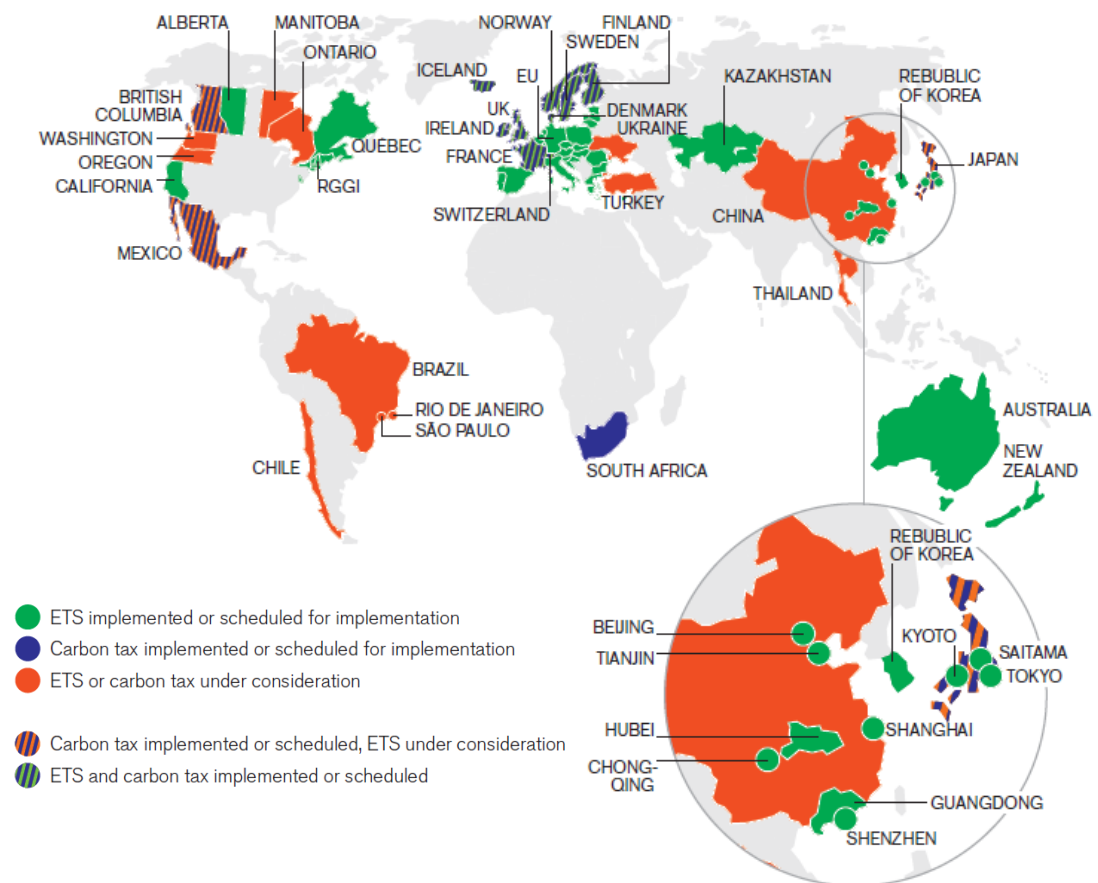 ALBERTA
MANITOBA
ONTARIO
BRITISH
COLUMBIA
WASHINGTON
OREGON
CALIFORNIA
MEXICO
QUEBEC
RGGI
ICELAND
NORWAY
SWEDEN
FINLAND
EU
UK
IRELAND
FRANCE
DENMARK
UKRAINE
SWITZERLAND
TURKEY
KAZAKHSTAN
REBUBLIC
OF KOREA
JAPAN
CHINA
THAILAND
BRAZIL
RIO DE JANEIRO
SÃO PAULO
CHILE
SOUTH AFRICA
AUSTRALIA
NEW
ZEALAND
ETS implemented or scheduled for implementation
Carbon tax implemented or scheduled for implementation
ETS or carbon tax under consideration
Carbon tax implemented or scheduled, ETS under consideration
ETS and carbon tax implemented or scheduled
REBUBLIC
OF KOREA
BEIJING
TIANJIN
KYOTO
SAITAMA
TOKYO
HUBEI
SHANGHAI
CHONG-
QING
GUANGDONG
SHENZHEN